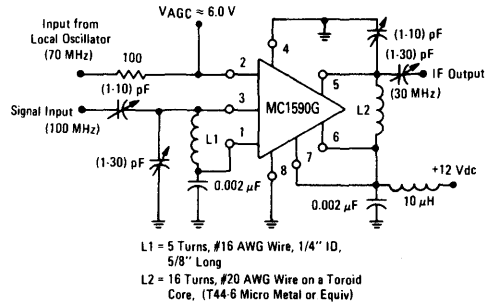 Input from
Local Oscillator
(70 MHz)
VAGC ≈ 6.0 V
100
(1-10) pF
Signal Input
(100 MHz)
(1-30) pF
L1
0.002 µF
2
3
1
4
MC1590G
5
6
7
8
(1-10) pF
(1-30) pF
IF Output
(30 MHz)
L2
+12 Vdc
0.002 µF
10 µH
L1 = 5 Turns, #16 AWG Wire, 1/4" ID,
5/8" Long
L2 = 16 Turns, #20 AWG Wire on a Toroid
Core, (T44-6 Micro Metal or Equiv)